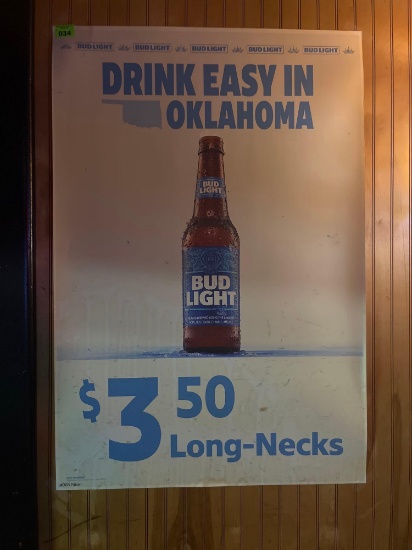 034
BUD LIGHT BUD LIGHT BUD LIGHT BUD LIGHT BUD LIGHT
DRINK EASY IN
OKLAHOMA
BUD
LIGHT
BUD
LIGHT
$3 50
Long-Necks